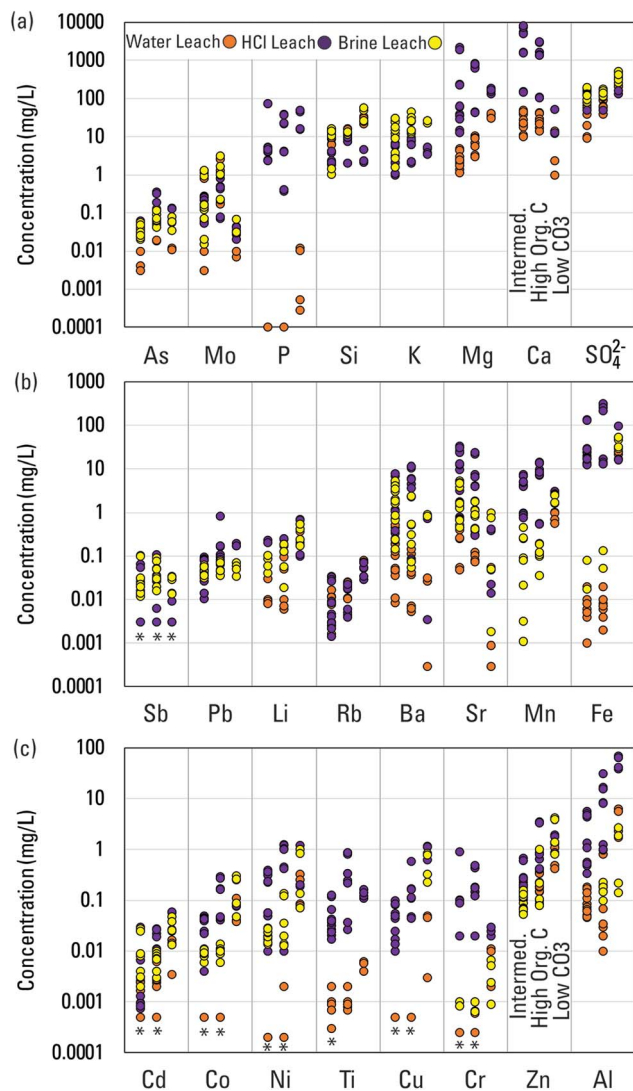 (a)
10000
Water Leach HCl Leach Brine Leach
1000
100
10
1
0.1
0.01
0.001
0.0001
Concentration (mg/L)
Intermed.
High Org. C
Low CO3
As Mo P Si K Mg Ca SO₄²⁻
(b)
1000
100
10
1
0.1
0.01
0.001
0.0001
Concentration (mg/L)
* * *
Sb Pb Li Rb Ba Sr Mn Fe
(c)
100
10
1
0.1
0.01
0.001
0.0001
Concentration (mg/L)
Intermed.
High Org. C
Low CO3
* * * * * * * * * * *
Cd Co Ni Ti Cu Cr Zn Al